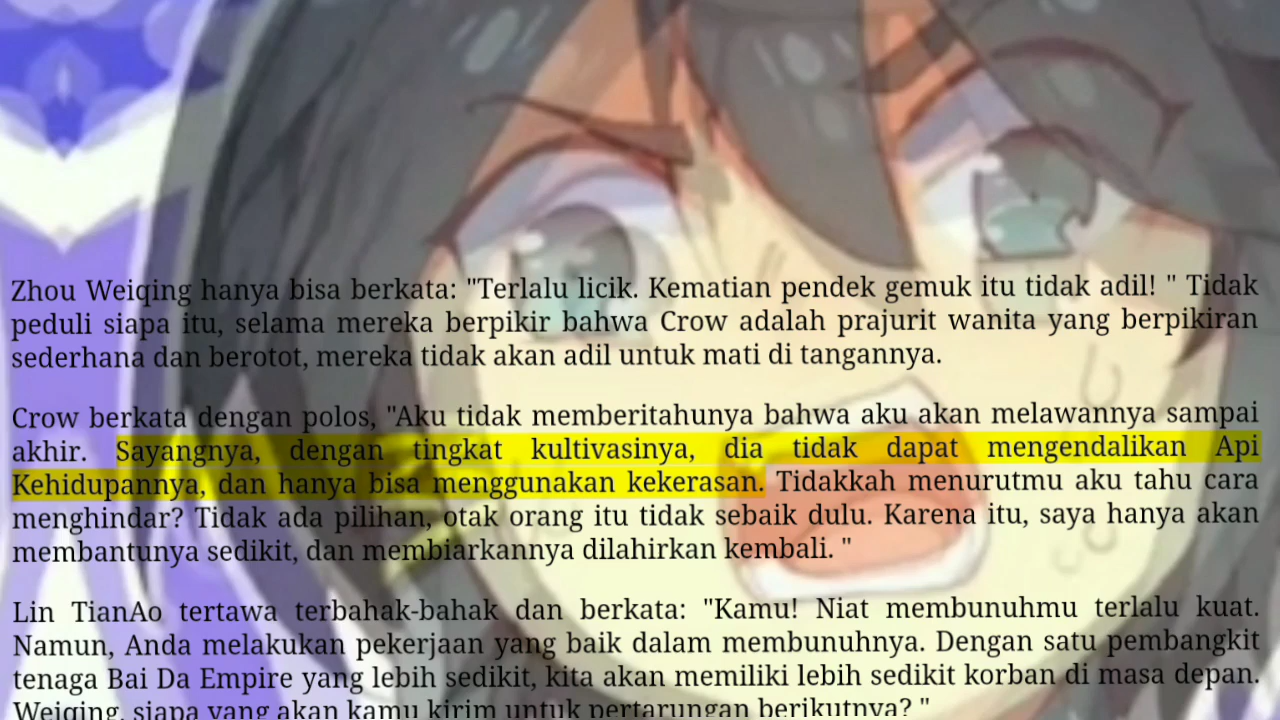 Zhou Weiqing hanya bisa berkata: "Terlalu licik. Kematian pendek gemuk itu tidak adil! " Tidak
peduli siapa itu, selama mereka berpikir bahwa Crow adalah prajurit wanita yang berpikiran
sederhana dan berotot, mereka tidak akan adil untuk mati di tangannya.
Crow berkata dengan polos, "Aku tidak memberitahunya bahwa aku akan melawannya sampai
akhir. Sayangnya, dengan tingkat kultivasinya, dia tidak dapat mengendalikan Api
Kehidupannya, dan hanya bisa menggunakan kekerasan. Tidakkah menurutmu aku tahu cara
menghindar? Tidak ada pilihan, otak orang itu tidak sebaik dulu. Karena itu, saya hanya akan
membantunya sedikit, dan membiarkannya dilahirkan kembali. "
Lin TianAo tertawa terbahak-bahak dan berkata: "Kamu! Niat membunuhmu terlalu kuat.
Namun, Anda melakukan pekerjaan yang baik dalam membunuhnya. Dengan satu pembangkit
tenaga Bai Da Empire yang lebih sedikit, kita akan memiliki lebih sedikit korban di masa depan.
Weiqing, siapa yang akan kamu kirim untuk pertarungan berikutnya? "